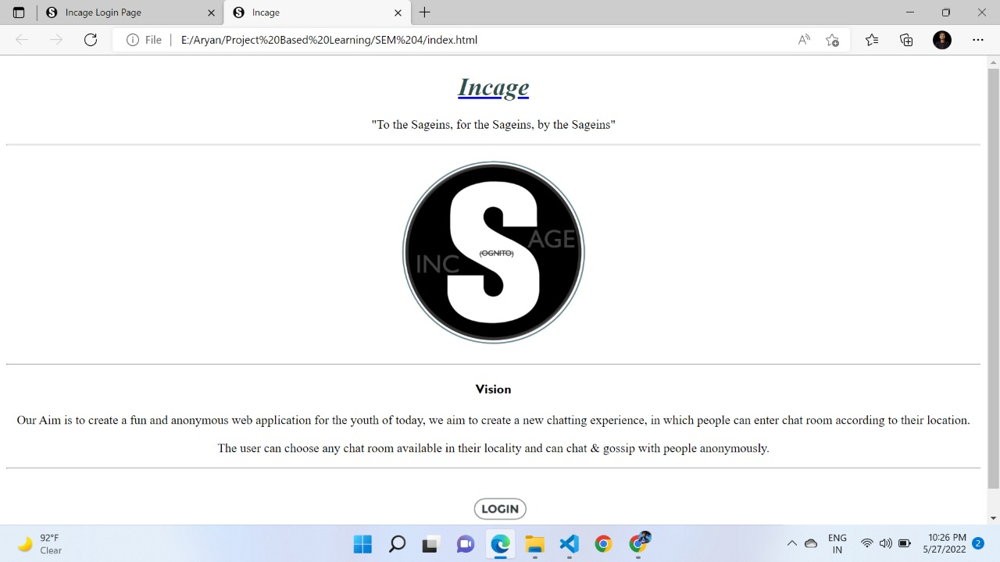 Incage Login Page
Incage
File
E:/Aryan/Project%20Based%20Learning/SEM%204/index.html
Incage
"To the Sageins, for the Sageins, by the Sageins"
S
AGE
(OGNITO)
INC
Vision
Our Aim is to create a fun and anonymous web application for the youth of today, we aim to create a new chatting experience, in which people can enter chat room according to their location.
The user can choose any chat room available in their locality and can chat & gossip with people anonymously.
LOGIN
92°F
Clear
ENG
IN
10:26 PM
5/27/2022
2